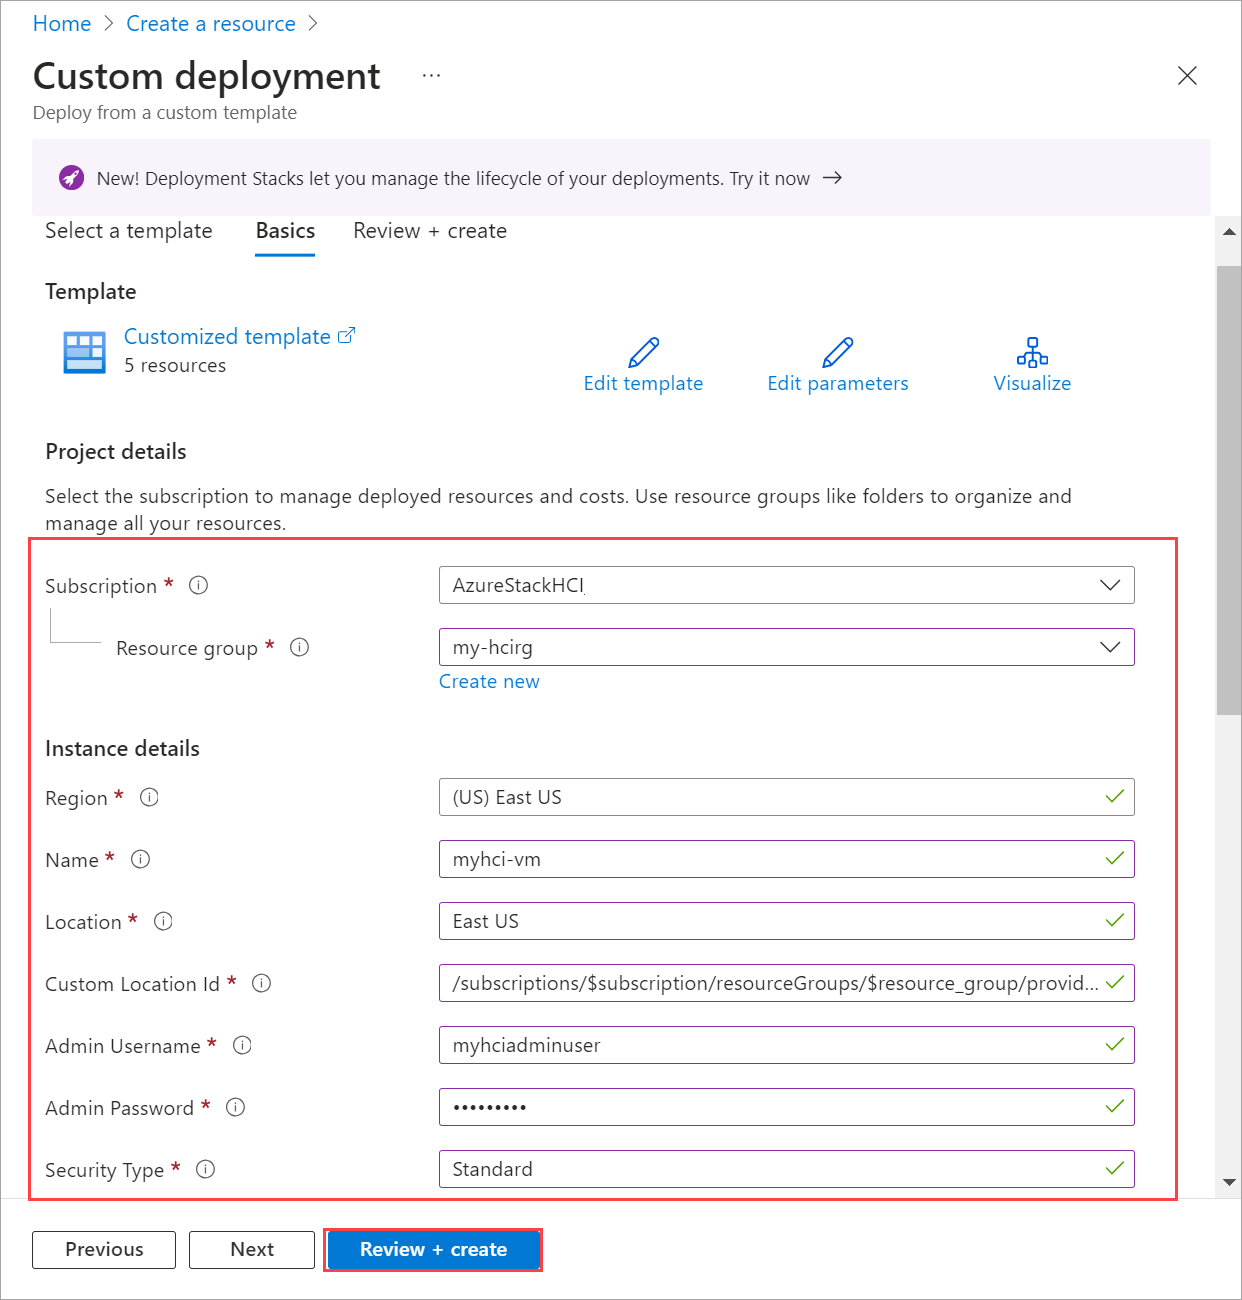 Home > Create a resource >
Custom deployment ...
Deploy from a custom template
New! Deployment Stacks let you manage the lifecycle of your deployments. Try it now →
Select a template Basics Review + create
Template
Customized template
5 resources
Edit template Edit parameters Visualize
Project details
Select the subscription to manage deployed resources and costs. Use resource groups like folders to organize and
manage all your resources.
Subscription * AzureStackHCI
Resource group * my-hcirg
Create new
Instance details
Region * (US) East US
Name * myhci-vm
Location * East US
Custom Location Id * /subscriptions/$subscription/resourceGroups/$resource_group/provid...
Admin Username * myhciadminuser
Admin Password * •••••••••
Security Type * Standard
Previous Next Review + create